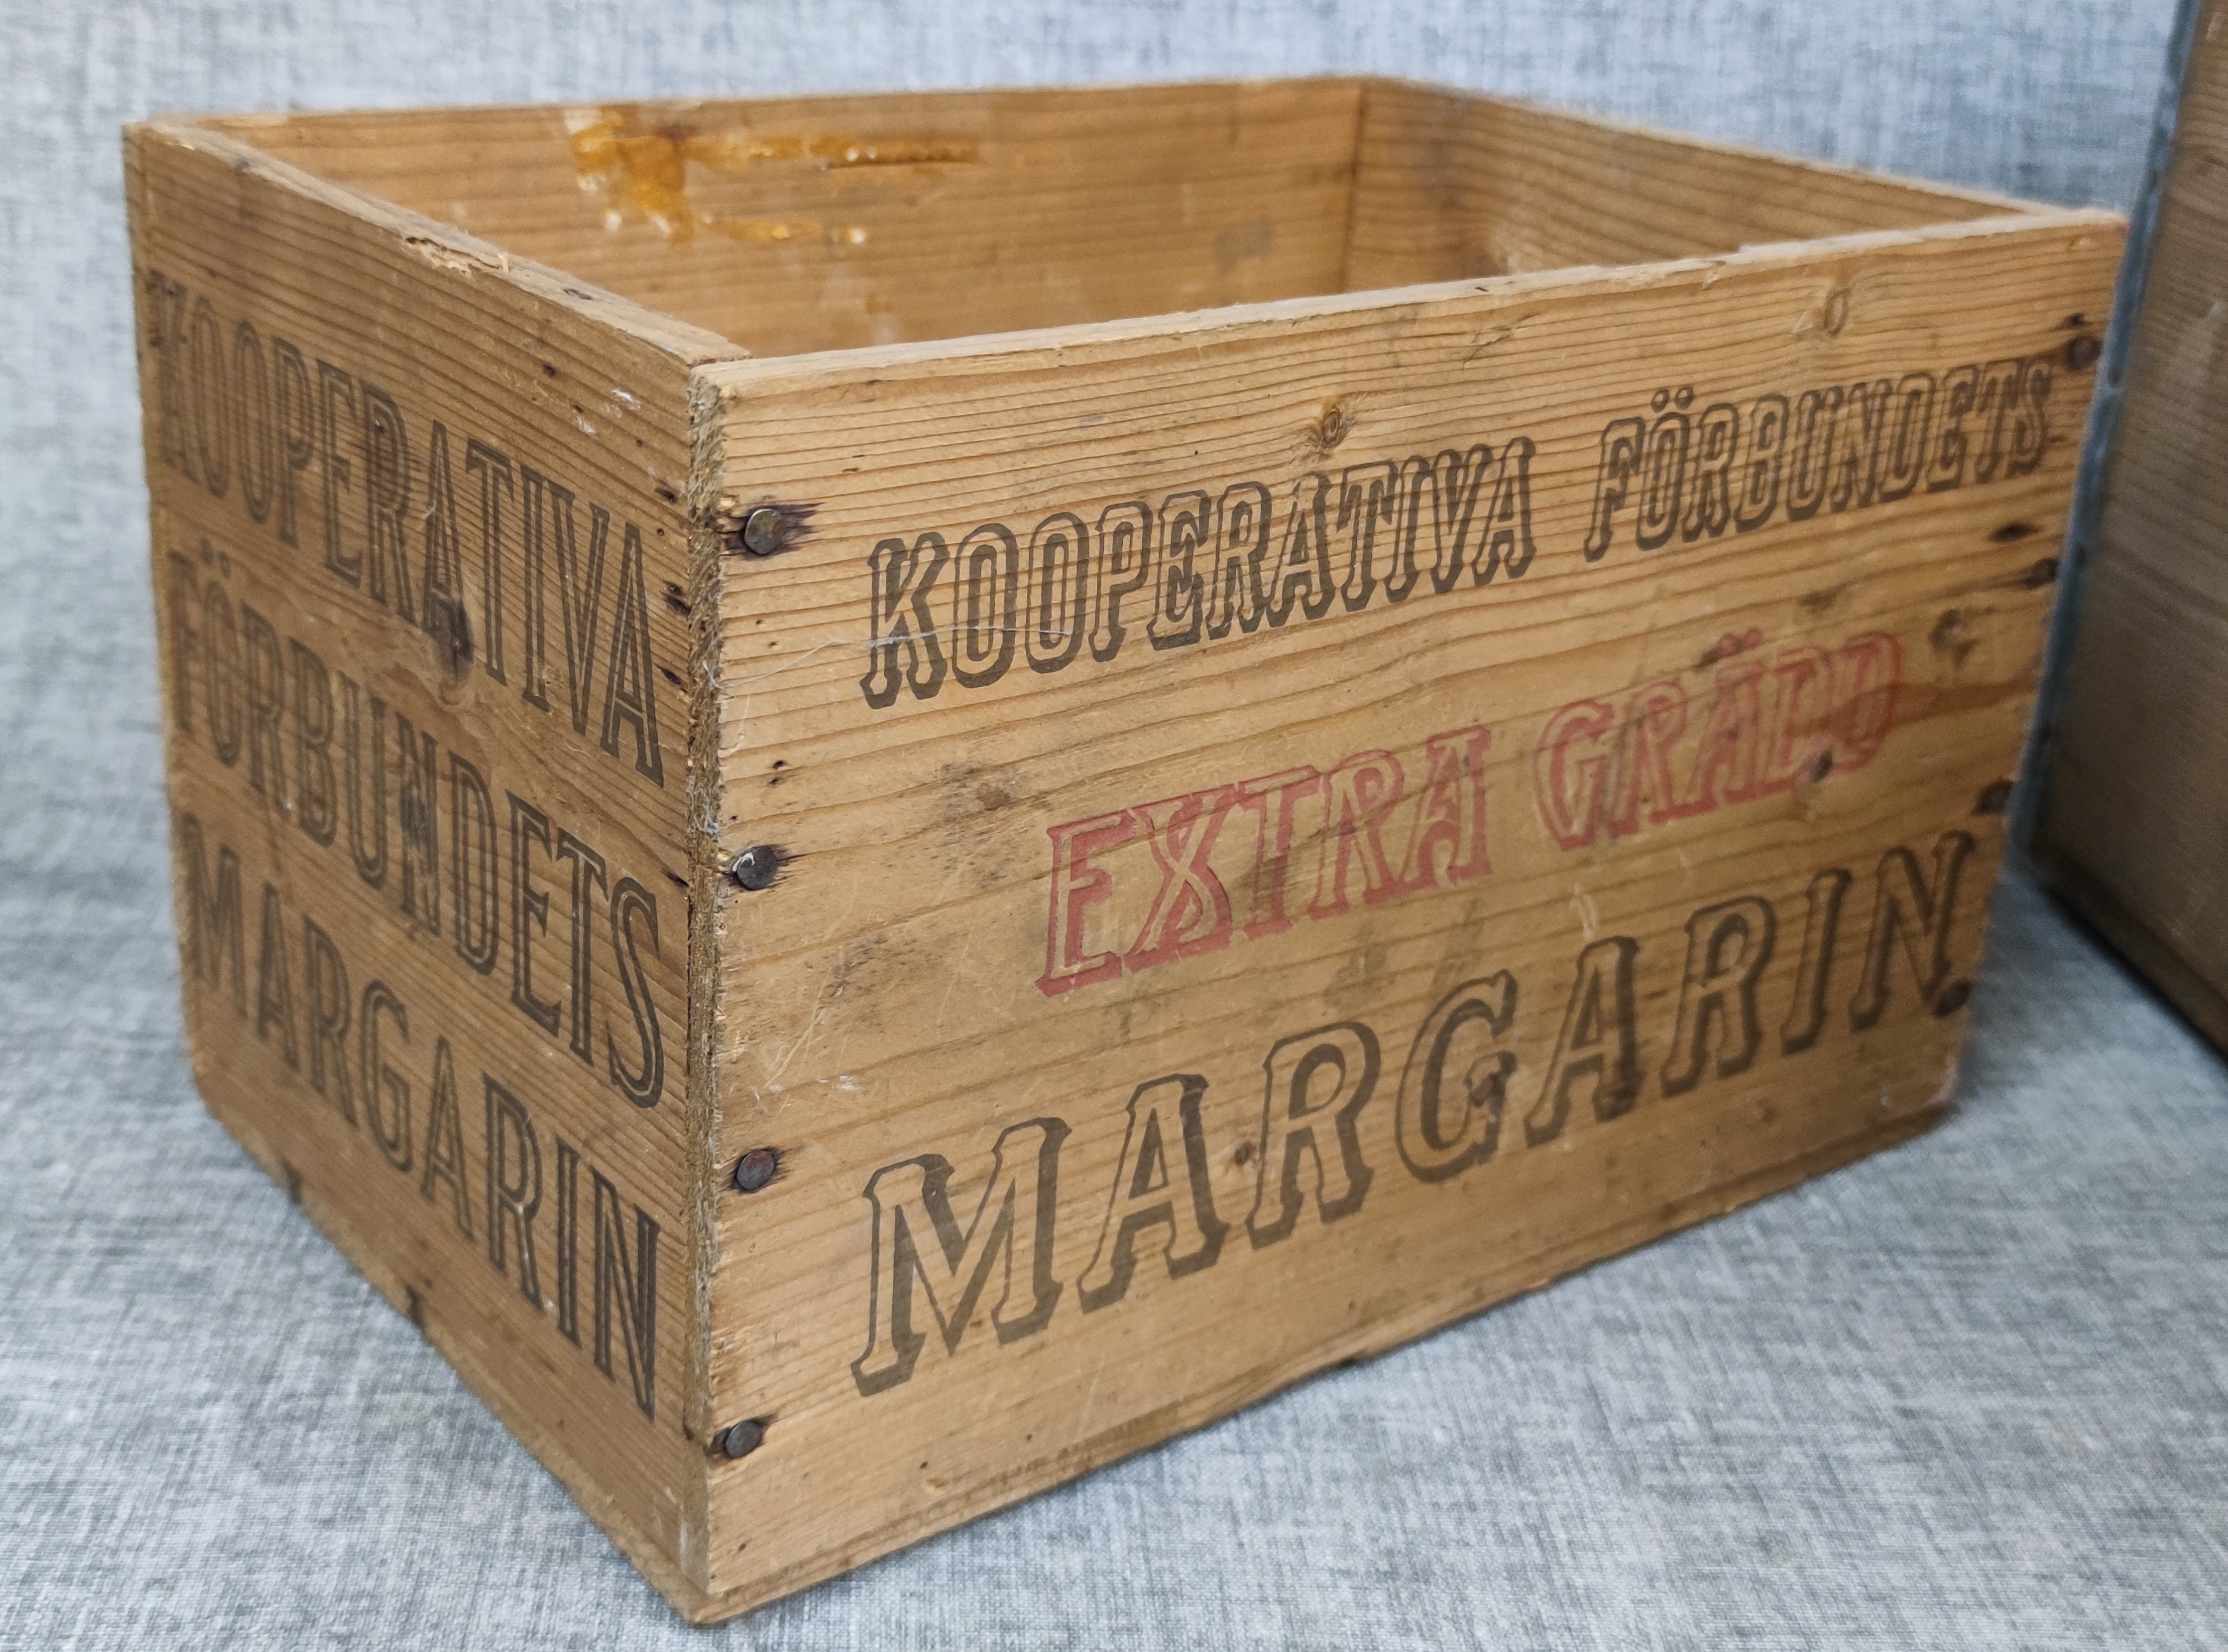 KOOPERATIVA
FÖRBUNDETS
MARGARIN
KOOPERATIVA FÖRBUNDETS
EXTRA GRÄDD
MARGARIN